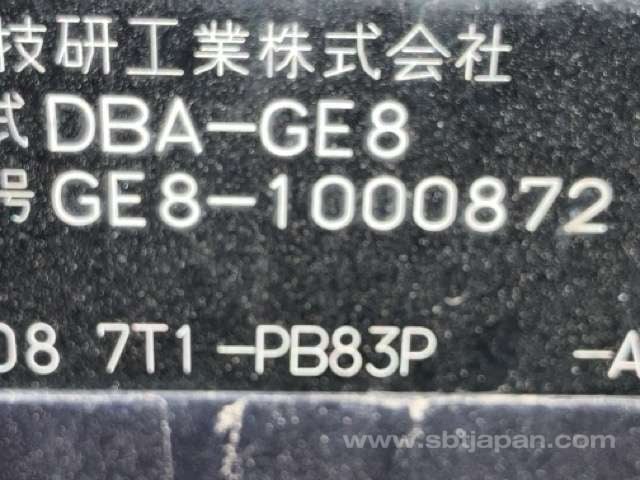 技研工業株式会社
式 DBA-GE8
号 GE8-1000872
08 7T1-PB83P -A
www.sbtjapan.com